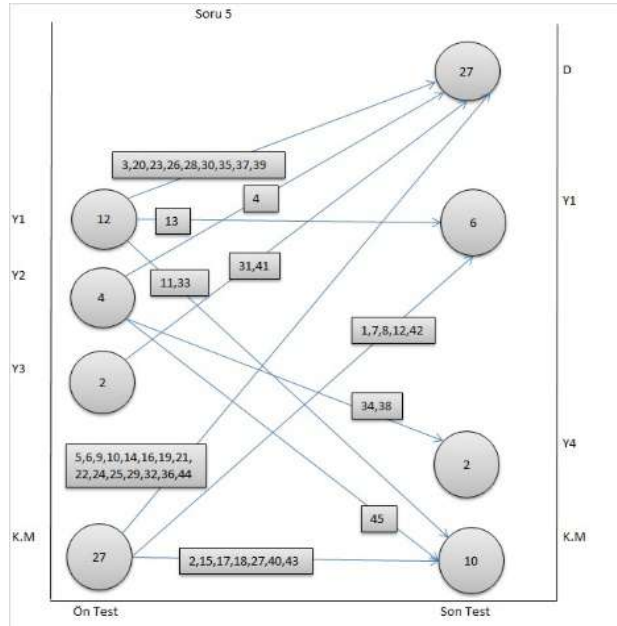 Soru 5
27
D
3,20,23,26,28,30,35,37,39
4
Y1
12
13
6
Y1
31,41
Y2
11,33
4
1,7,8,12,42
Y3
2
34,38
5,6,9,10,14,16,19,21,
22,24,25,29,32,36,44
2
Y4
45
K.M
27
2,15,17,18,27,40,43
10
K.M
Ön Test
Son Test